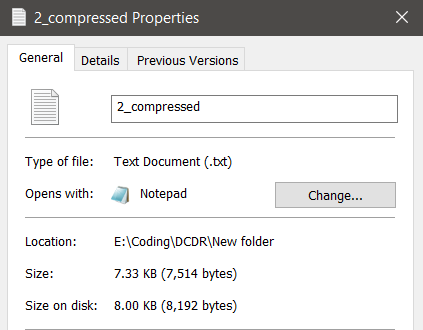 2_compressed Properties
General Details Previous Versions
2_compressed
Type of file: Text Document (.txt)
Opens with: Notepad Change...
Location: E:\Coding\DCDR\New folder
Size: 7.33 KB (7,514 bytes)
Size on disk: 8.00 KB (8,192 bytes)